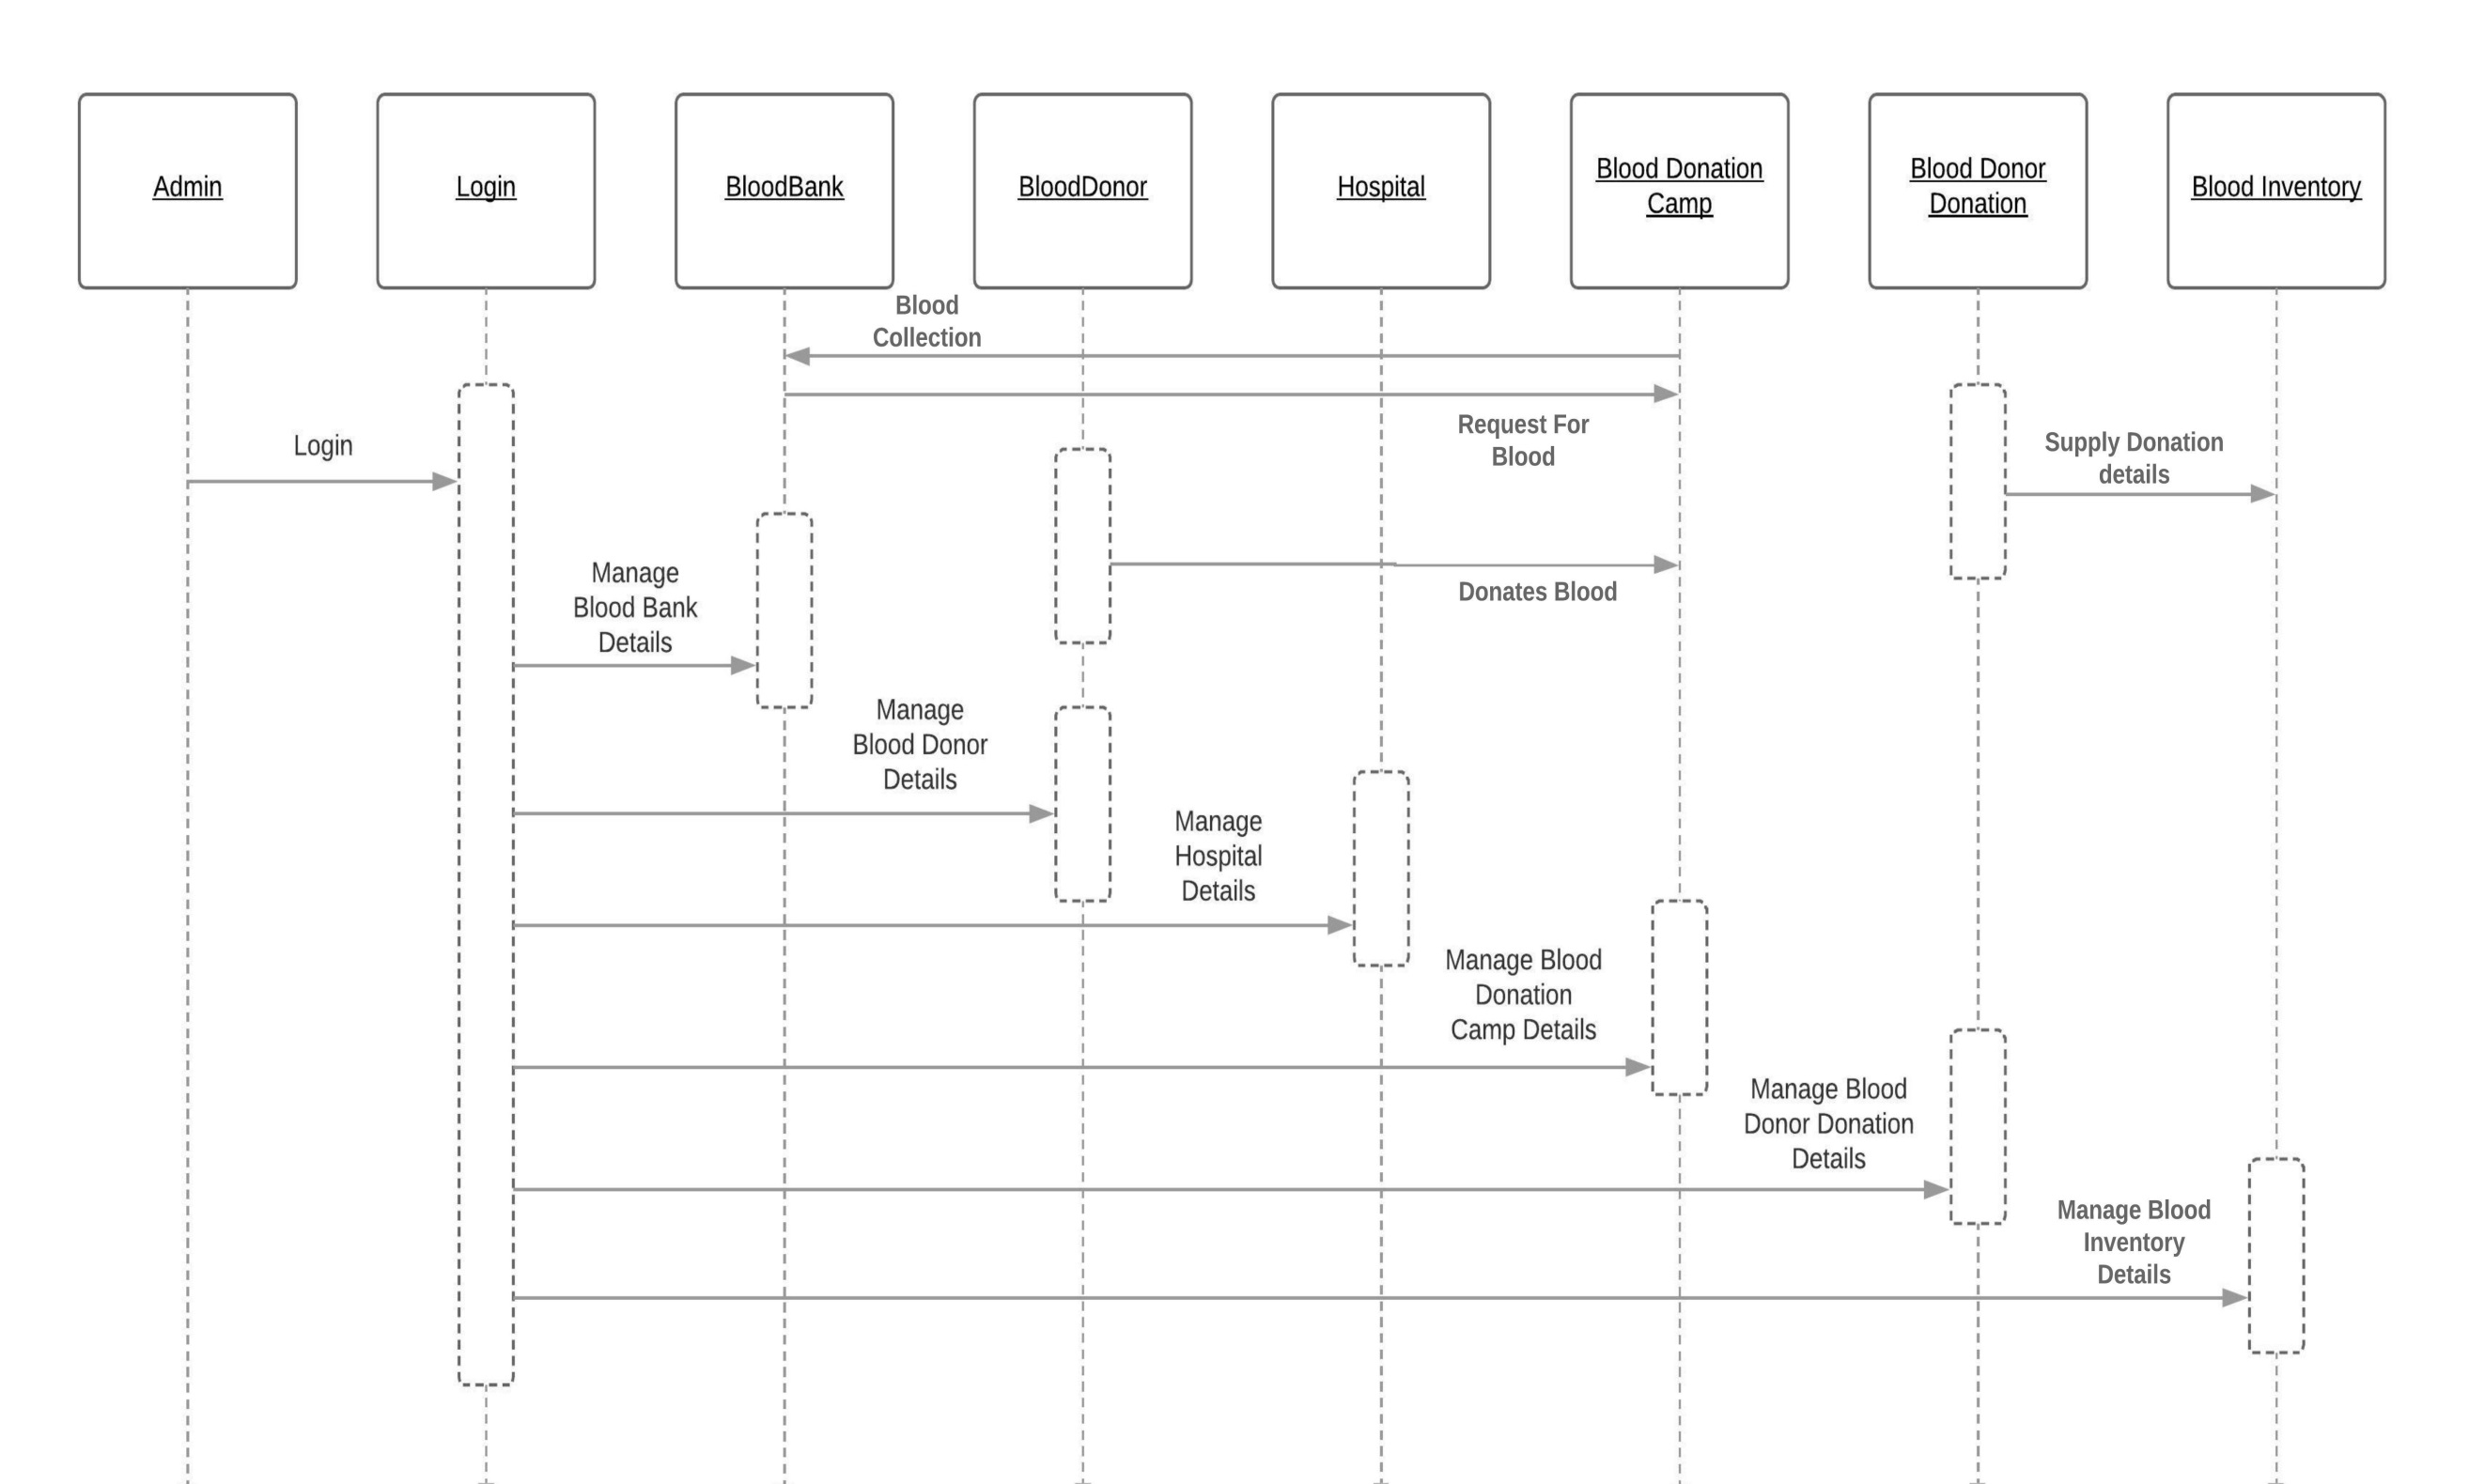 Admin
Login
BloodBank
BloodDonor
Hospital
Blood Donation
Camp
Blood Donor
Donation
Blood Inventory
Blood
Collection
Request For
Blood
Login
Supply Donation
details
Donates Blood
Manage
Blood Bank
Details
Manage
Blood Donor
Details
Manage
Hospital
Details
Manage Blood
Donation
Camp Details
Manage Blood
Donor Donation
Details
Manage Blood
Inventory
Details